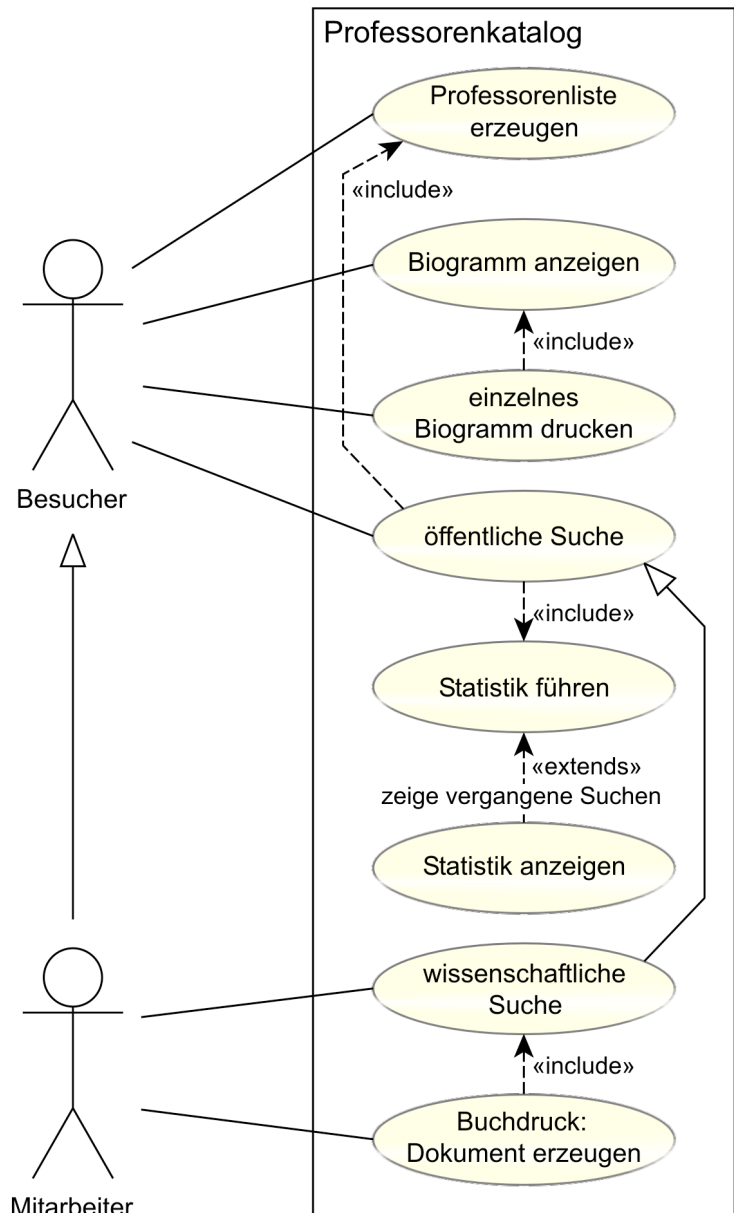 Professorenkatalog
Professorenliste
erzeugen
«include»
Biogramm anzeigen
«include»
einzelnes
Biogramm drucken
Besucher
öffentliche Suche
«include»
Statistik führen
«extends»
zeige vergangene Suchen
Statistik anzeigen
wissenschaftliche
Suche
«include»
Buchdruck:
Dokument erzeugen
Mitarbeiter